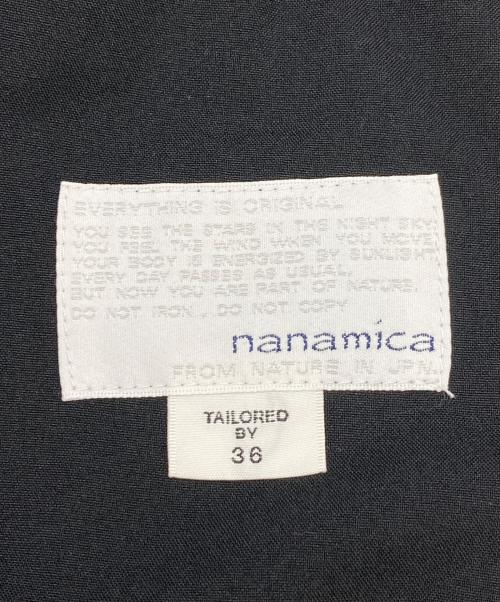 EVERYTHING IS ORIGINAL
YOU SEE THE STARS IN THE NIGHT SKY.
YOU FEEL THE WIND WHEN YOU MOVE.
YOUR BODY IS ENERGIZED BY SUNLIGHT.
EVERY DAY PASSES AS USUAL.
BUT NOW YOU ARE PART OF NATURE.
DO NOT IRON , DO NOT COPY
nanamica
FROM NATURE IN JPN.
TAILORED
BY
36